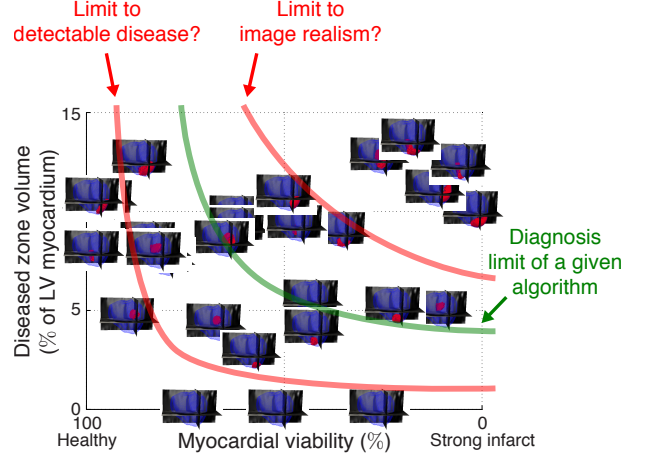 Limit to
detectable disease?
Limit to
image realism?
15
Diseased zone volume
(% of LV myocardium)
Diagnosis
limit of a given
algorithm
5
0
100
0
Healthy
Myocardial viability (%)
Strong infarct